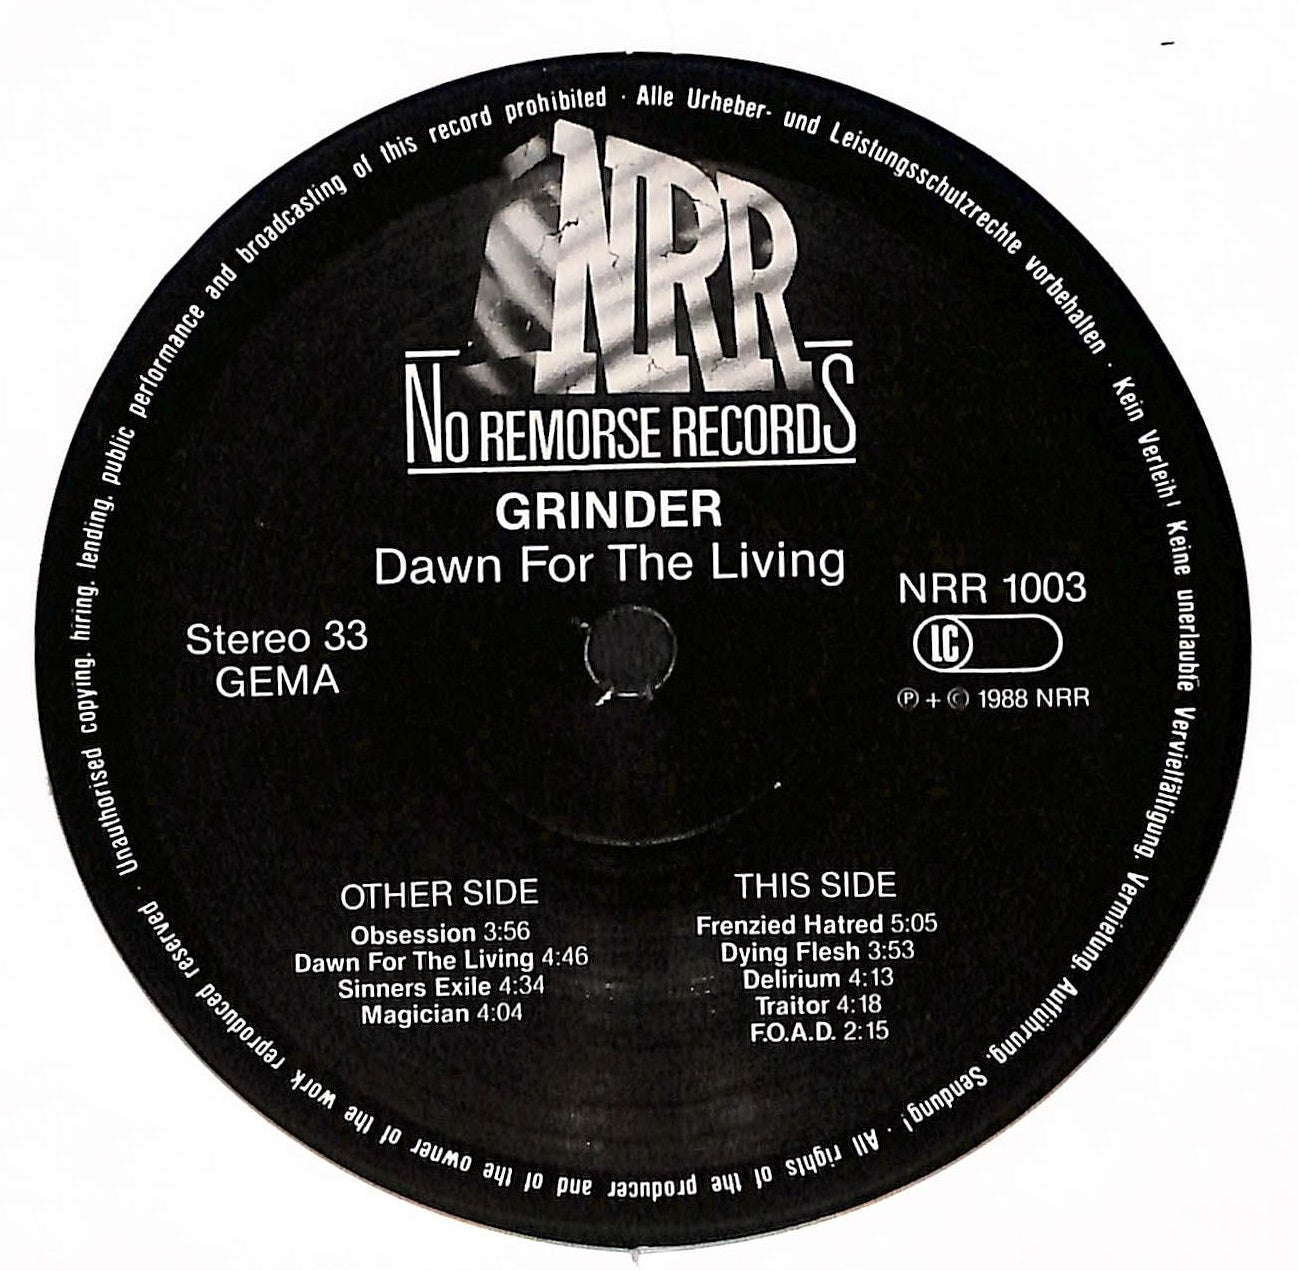 Alle Urheber- und Leistungsschutzrechte vorbehalten · Kein Verleih! Keine unerlaubte Vervielfältigung, Vermietung, Aufführung, Sendung! · All rights of the producer and of the owner of the work reproduced reserved · Unauthorised copying, hiring, lending, public performance and broadcasting of this record prohibited ·
NRR
NO REMORSE RECORDS
GRINDER
Dawn For The Living
Stereo 33
GEMA
NRR 1003
LC
℗ + © 1988 NRR
OTHER SIDE
Obsession 3:56
Dawn For The Living 4:46
Sinners Exile 4:34
Magician 4:04
THIS SIDE
Frenzied Hatred 5:05
Dying Flesh 3:53
Delirium 4:13
Traitor 4:18
F.O.A.D. 2:15